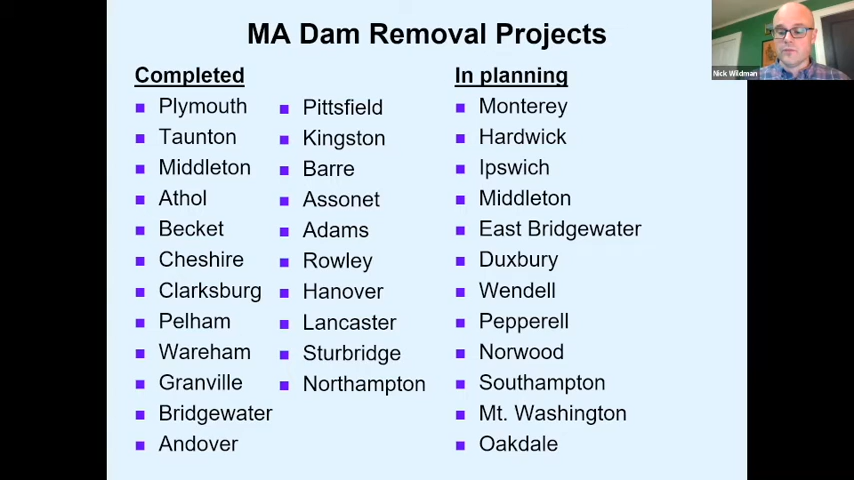 MA Dam Removal Projects
Completed
Plymouth
Taunton
Middleton
Athol
Becket
Cheshire
Clarksburg
Pelham
Wareham
Granville
Bridgewater
Andover
Pittsfield
Kingston
Barre
Assonet
Adams
Rowley
Hanover
Lancaster
Sturbridge
Northampton
In planning
Monterey
Hardwick
Ipswich
Middleton
East Bridgewater
Duxbury
Wendell
Pepperell
Norwood
Southampton
Mt. Washington
Oakdale
Nick Wildman